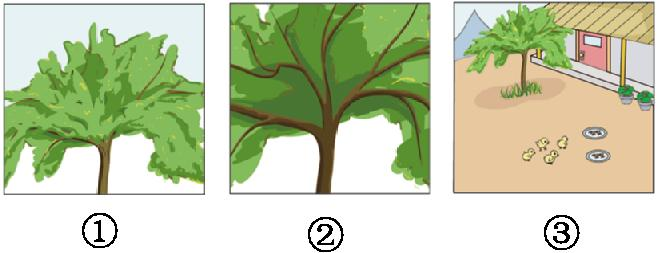 ① ② ③